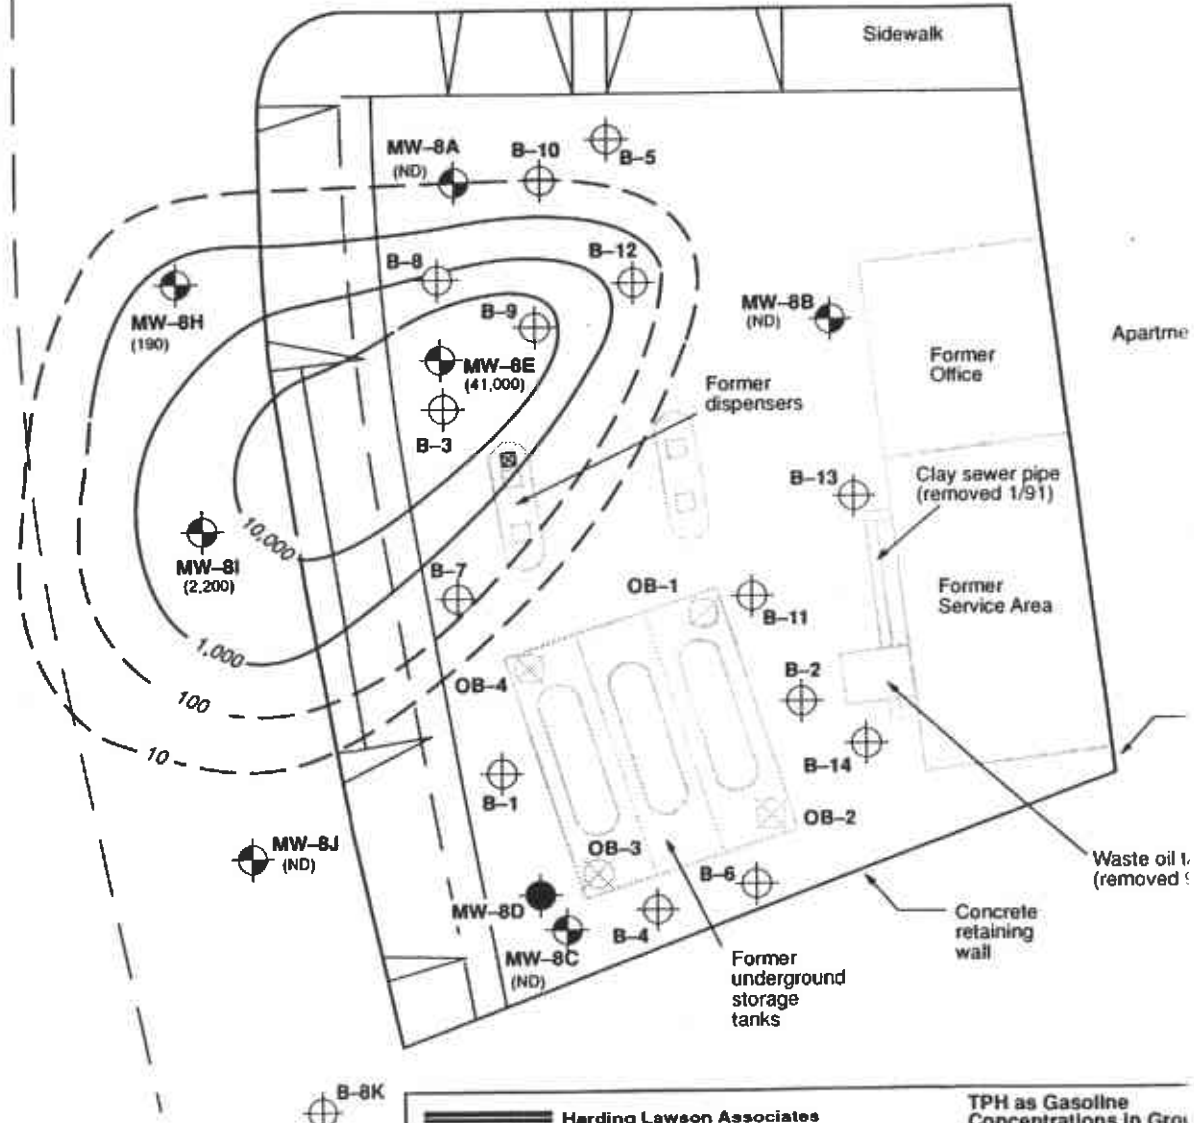 Sidewalk
MW-8A
(ND)
B-10
B-5
B-8
B-12
MW-8H
(190)
B-9
MW-8B
(ND)
MW-8E
(41,000)
Former
Office
Former
dispensers
B-3
B-13
Clay sewer pipe
(removed 1/91)
10,000
MW-8I
(2,200)
B-7
OB-1
B-11
Former
Service Area
1,000
100
10
OB-4
B-2
B-14
B-1
OB-2
MW-8J
(ND)
OB-3
B-6
Waste oil
(removed
MW-8D
MW-8C
(ND)
B-4
Concrete
retaining
wall
Former
underground
storage
tanks
B-8K
Harding Lawson Associates
TPH as Gasoline
Concentrations in